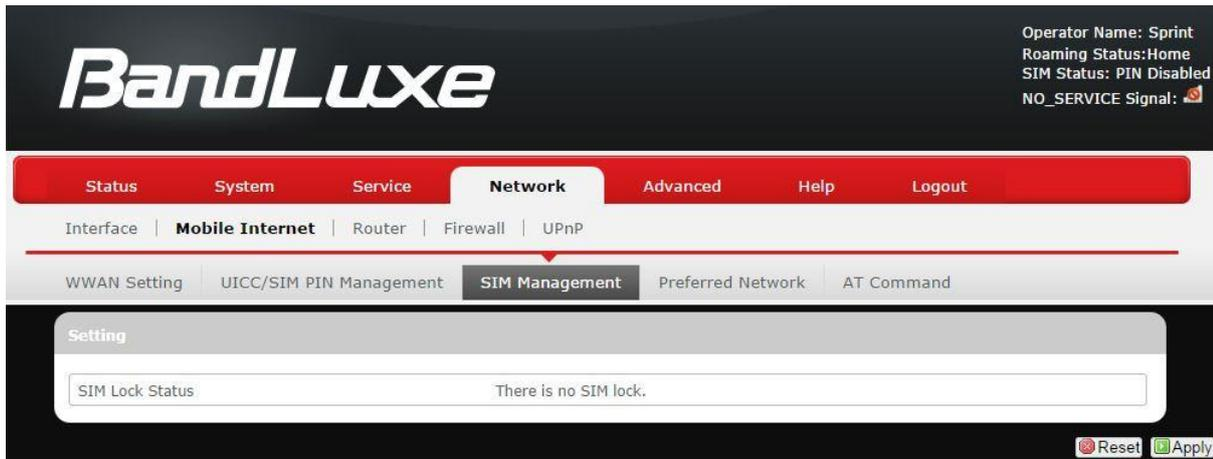 BandLuxe
Operator Name: Sprint
Roaming Status:Home
SIM Status: PIN Disabled
NO_SERVICE Signal:
Status System Service Network Advanced Help Logout
Interface | Mobile Internet | Router | Firewall | UPnP
WWAN Setting UICC/SIM PIN Management SIM Management Preferred Network AT Command
Setting
SIM Lock Status There is no SIM lock.
Reset Apply